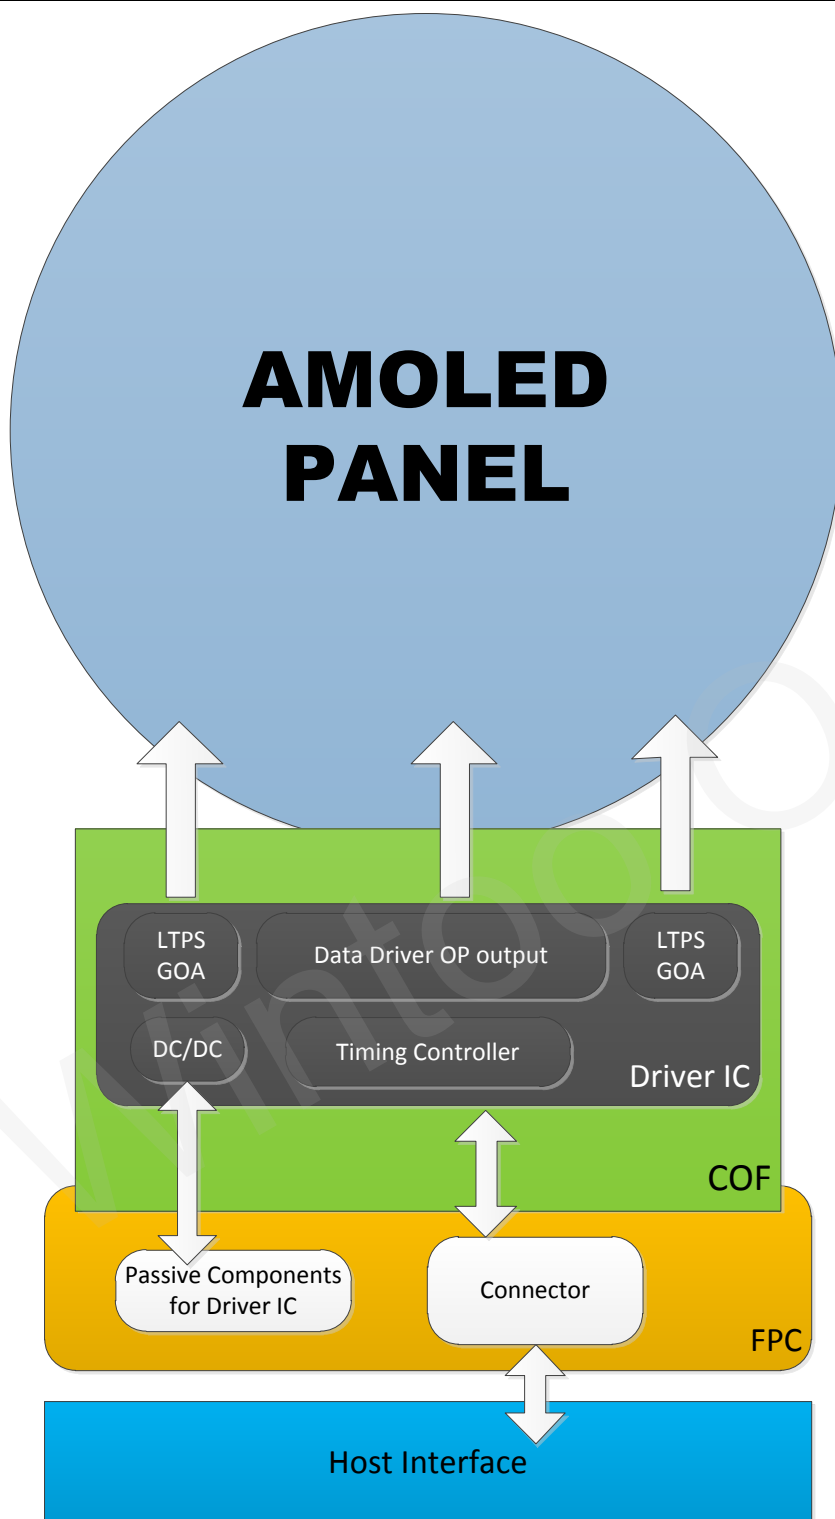 AMOLED
PANEL
LTPS
GOA
Data Driver OP output
LTPS
GOA
DC/DC
Timing Controller
Driver IC
COF
Passive Components
for Driver IC
Connector
FPC
Host Interface
Wintoo